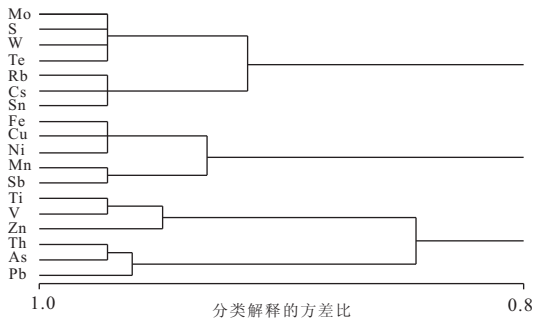 Mo
S
W
Te
Rb
Cs
Sn
Fe
Cu
Ni
Mn
Sb
Ti
V
Zn
Th
As
Pb
1.0
0.8
分类解释的方差比